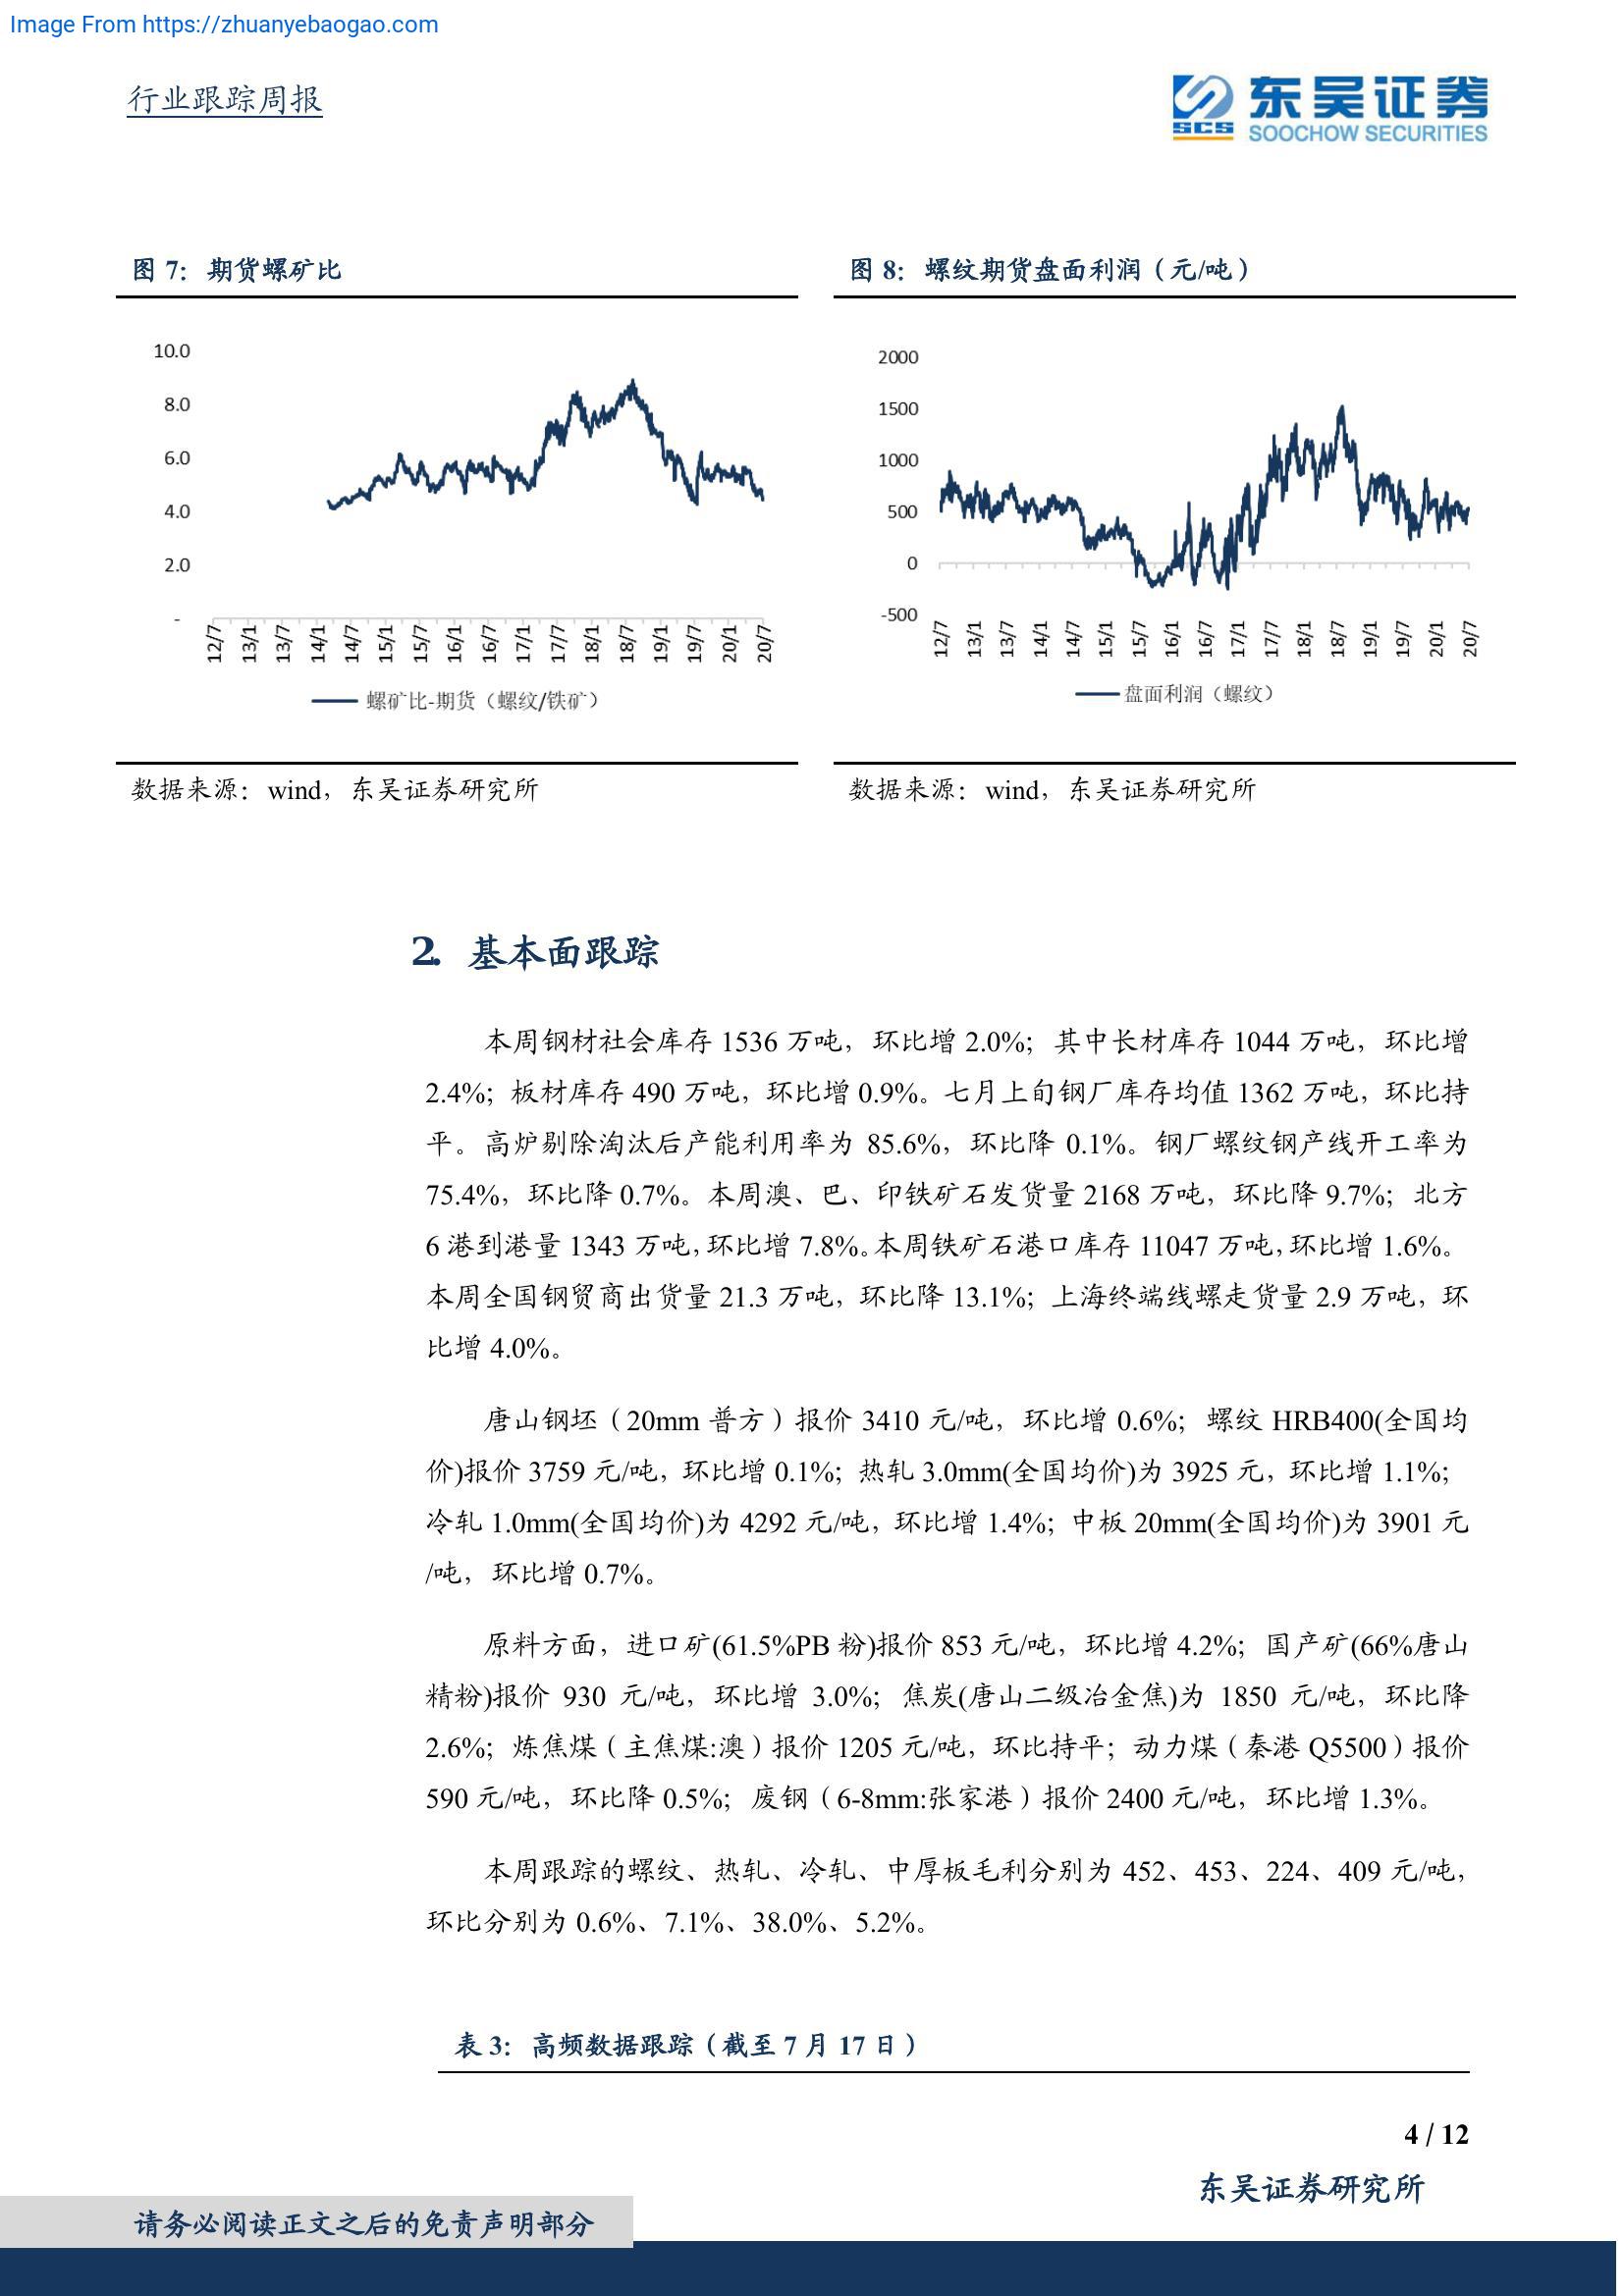 Image From https://zhuanyebaogao.com
行业跟踪周报
SCS 东吴证券
SOOCHOW SECURITIES
图 7：期货螺矿比
10.0
8.0
6.0
4.0
2.0
-
12/7 13/1 13/7 14/1 14/7 15/1 15/7 16/1 16/7 17/1 17/7 18/1 18/7 19/1 19/7 20/1 20/7
螺矿比-期货（螺纹/铁矿）
数据来源：wind，东吴证券研究所
图 8：螺纹期货盘面利润（元/吨）
2000
1500
1000
500
0
-500
12/7 13/1 13/7 14/1 14/7 15/1 15/7 16/1 16/7 17/1 17/7 18/1 18/7 19/1 19/7 20/1 20/7
盘面利润（螺纹）
数据来源：wind，东吴证券研究所
2. 基本面跟踪
本周钢材社会库存 1536 万吨，环比增 2.0%；其中长材库存 1044 万吨，环比增
2.4%；板材库存 490 万吨，环比增 0.9%。七月上旬钢厂库存均值 1362 万吨，环比持
平。高炉剔除淘汰后产能利用率为 85.6%，环比降 0.1%。钢厂螺纹钢产线开工率为
75.4%，环比降 0.7%。本周澳、巴、印铁矿石发货量 2168 万吨，环比降 9.7%；北方
6 港到港量 1343 万吨，环比增 7.8%。本周铁矿石港口库存 11047 万吨，环比增 1.6%。
本周全国钢贸商出货量 21.3 万吨，环比降 13.1%；上海终端线螺走货量 2.9 万吨，环
比增 4.0%。
唐山钢坯（20mm 普方）报价 3410 元/吨，环比增 0.6%；螺纹 HRB400(全国均
价)报价 3759 元/吨，环比增 0.1%；热轧 3.0mm(全国均价)为 3925 元，环比增 1.1%；
冷轧 1.0mm(全国均价)为 4292 元/吨，环比增 1.4%；中板 20mm(全国均价)为 3901 元
/吨，环比增 0.7%。
原料方面，进口矿(61.5%PB 粉)报价 853 元/吨，环比增 4.2%；国产矿(66%唐山
精粉)报价 930 元/吨，环比增 3.0%；焦炭(唐山二级冶金焦)为 1850 元/吨，环比降
2.6%；炼焦煤（主焦煤:澳）报价 1205 元/吨，环比持平；动力煤（秦港 Q5500）报价
590 元/吨，环比降 0.5%；废钢（6-8mm:张家港）报价 2400 元/吨，环比增 1.3%。
本周跟踪的螺纹、热轧、冷轧、中厚板毛利分别为 452、453、224、409 元/吨，
环比分别为 0.6%、7.1%、38.0%、5.2%。
表 3：高频数据跟踪（截至 7 月 17 日）
4 / 12
东吴证券研究所
请务必阅读正文之后的免责声明部分